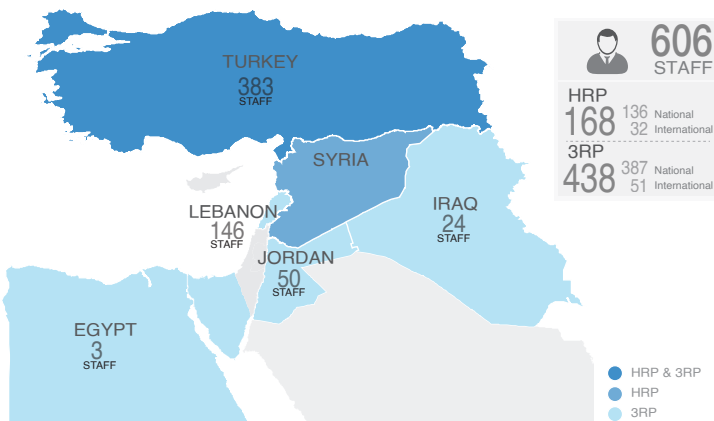 TURKEY
383
STAFF
SYRIA
LEBANON
146
STAFF
JORDAN
50
STAFF
IRAQ
24
STAFF
EGYPT
3
STAFF
606
STAFF
HRP
168
136 National
32 International
3RP
438
387 National
51 International
HRP & 3RP
HRP
3RP